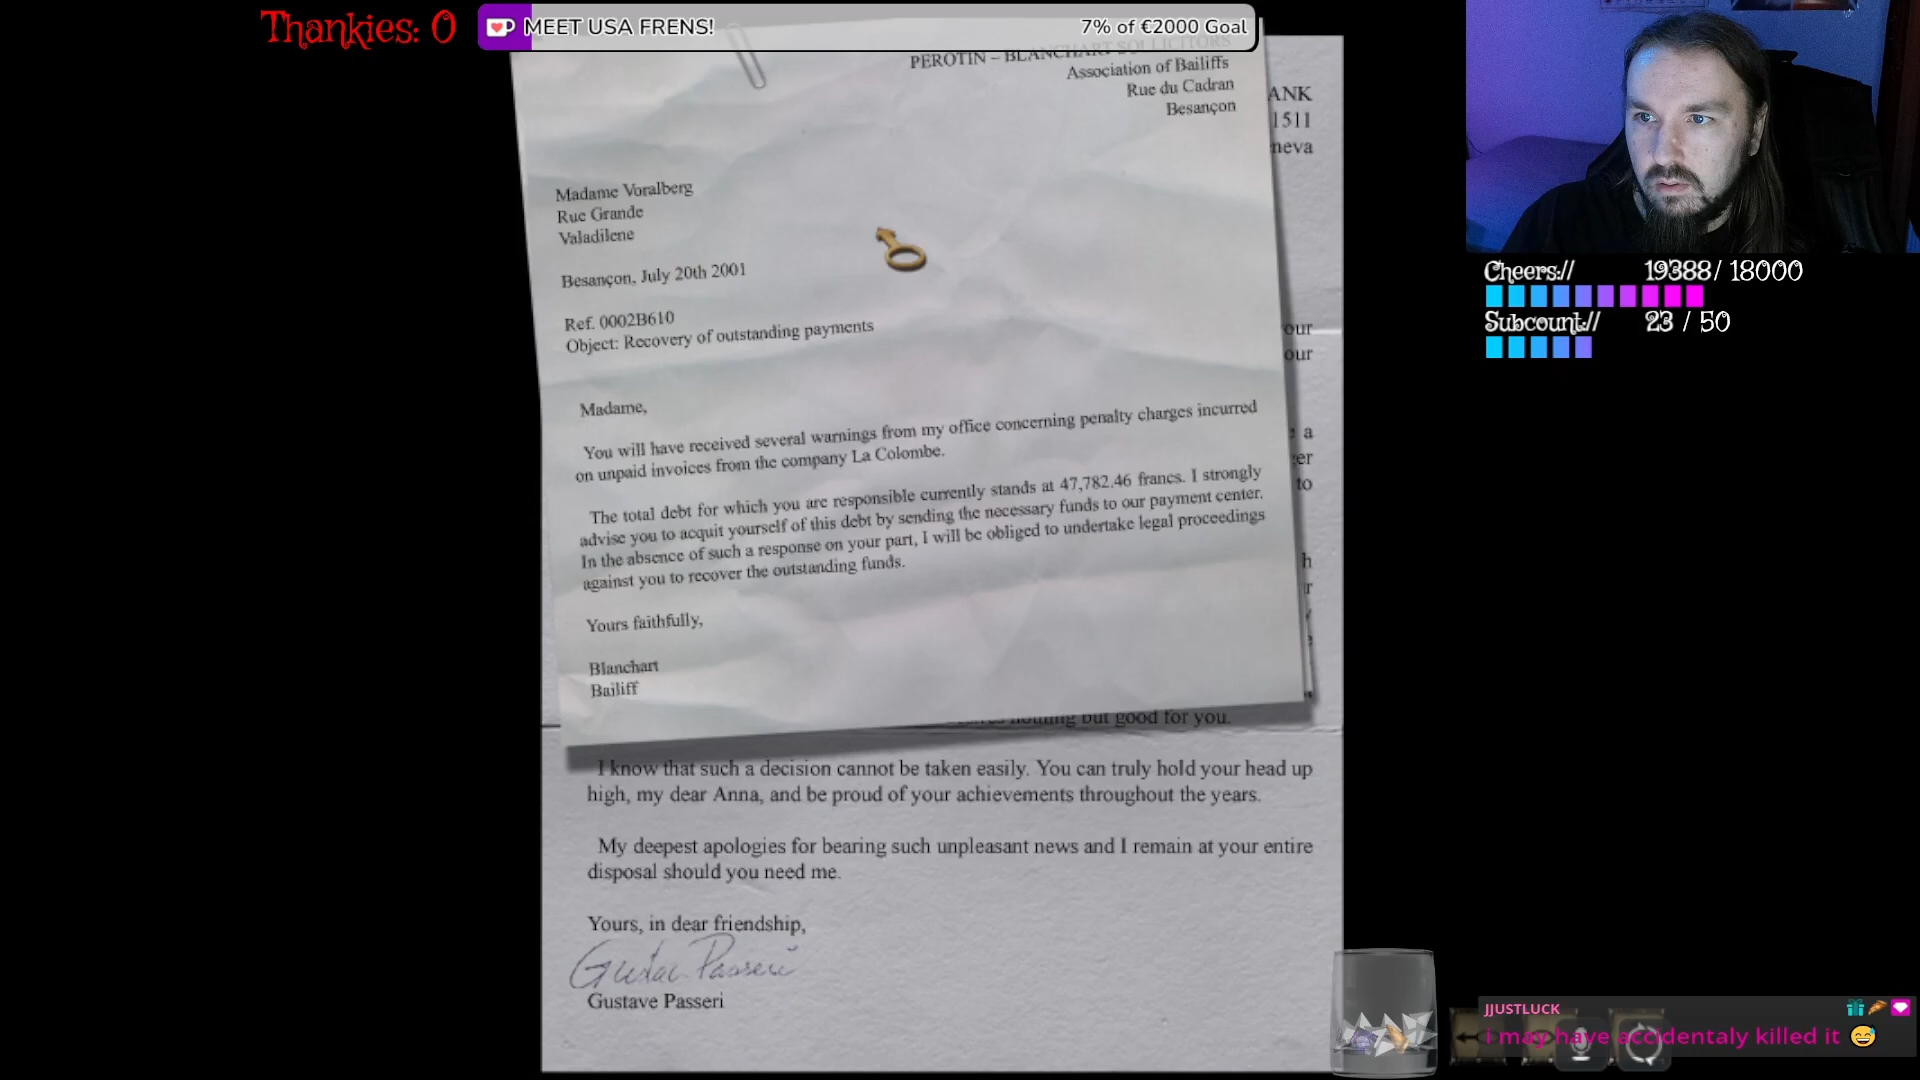 Thankies: 0
MEET USA FRENS!
7% of €2000 Goal
PEROTIN – BLANCHART SOLLICITORS
Association of Bailiffs
Rue du Cadran
Besançon
ANK
1511
neva
Madame Voralberg
Rue Grande
Valadilene
Besançon, July 20th 2001
Ref. 0002B610
Object: Recovery of outstanding payments
our
our
Madame,
You will have received several warnings from my office concerning penalty charges incurred
on unpaid invoices from the company La Colombe.
a
er
to
The total debt for which you are responsible currently stands at 47,782.46 francs. I strongly
advise you to acquit yourself of this debt by sending the necessary funds to our payment center.
In the absence of such a response on your part, I will be obliged to undertake legal proceedings
against you to recover the outstanding funds.
h
r
Yours faithfully,
Blanchart
Bailiff
nothing but good for you.
I know that such a decision cannot be taken easily. You can truly hold your head up
high, my dear Anna, and be proud of your achievements throughout the years.
My deepest apologies for bearing such unpleasant news and I remain at your entire
disposal should you need me.
Yours, in dear friendship,
Gustav Passeri
Gustave Passeri
Cheers:// 19388/ 18000
Subcount:// 23 / 50
JJUSTLUCK
i may have accidentaly killed it 😅